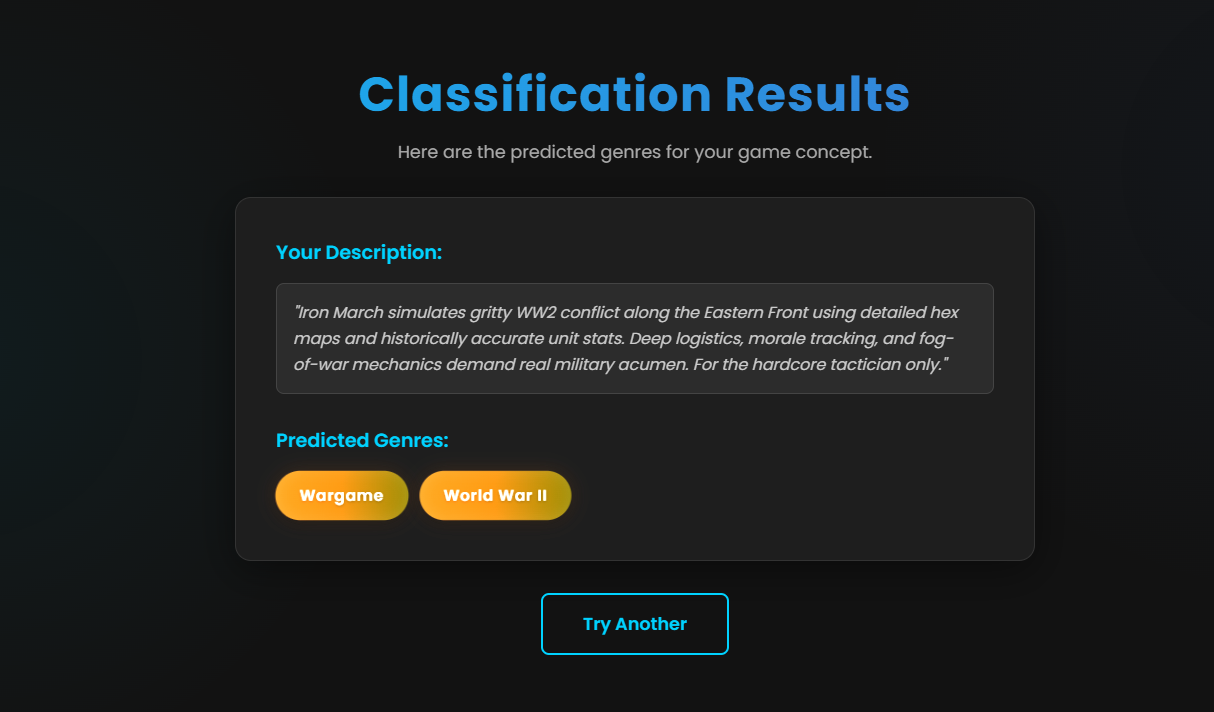 Classification Results
Here are the predicted genres for your game concept.
Your Description:
"Iron March simulates gritty WW2 conflict along the Eastern Front using detailed hex
maps and historically accurate unit stats. Deep logistics, morale tracking, and fog-
of-war mechanics demand real military acumen. For the hardcore tactician only."
Predicted Genres:
Wargame World War II
Try Another